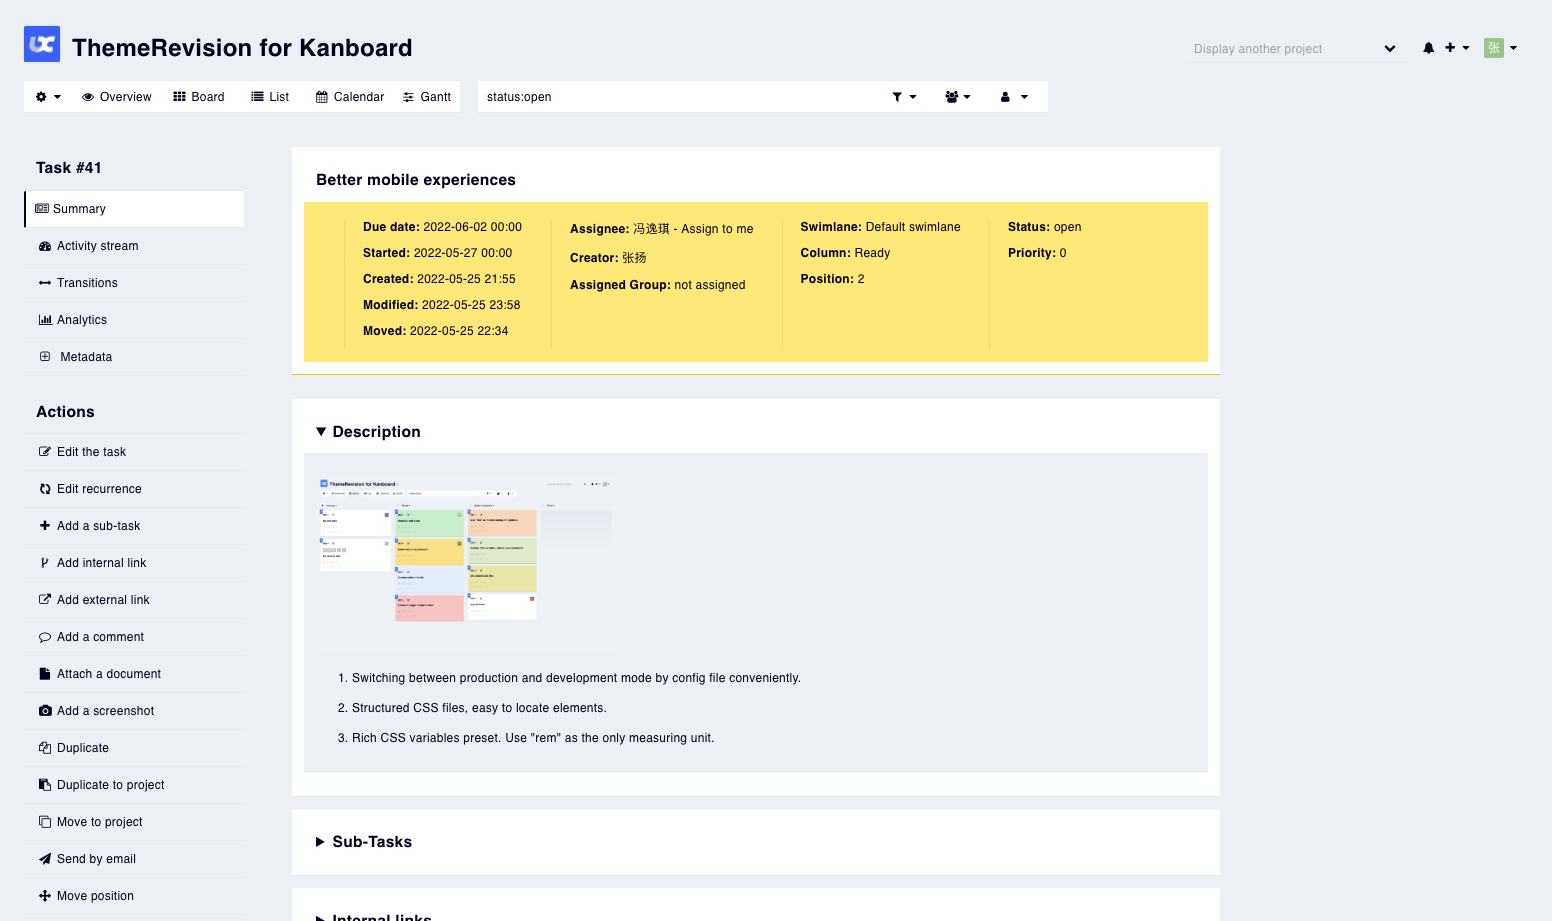 ThemeRevision for Kanboard
Display another project
张
Overview Board List Calendar Gantt
status:open
Task #41
Summary
Activity stream
Transitions
Analytics
Metadata
Actions
Edit the task
Edit recurrence
Add a sub-task
Add internal link
Add external link
Add a comment
Attach a document
Add a screenshot
Duplicate
Duplicate to project
Move to project
Send by email
Move position
Better mobile experiences
Due date: 2022-06-02 00:00
Started: 2022-05-27 00:00
Created: 2022-05-25 21:55
Modified: 2022-05-25 23:58
Moved: 2022-05-25 22:34
Assignee: 冯逸琪 - Assign to me
Creator: 张扬
Assigned Group: not assigned
Swimlane: Default swimlane
Column: Ready
Position: 2
Status: open
Priority: 0
Description
ThemeRevision for Kanboard
1. Switching between production and development mode by config file conveniently.
2. Structured CSS files, easy to locate elements.
3. Rich CSS variables preset. Use "rem" as the only measuring unit.
Sub-Tasks
Internal links